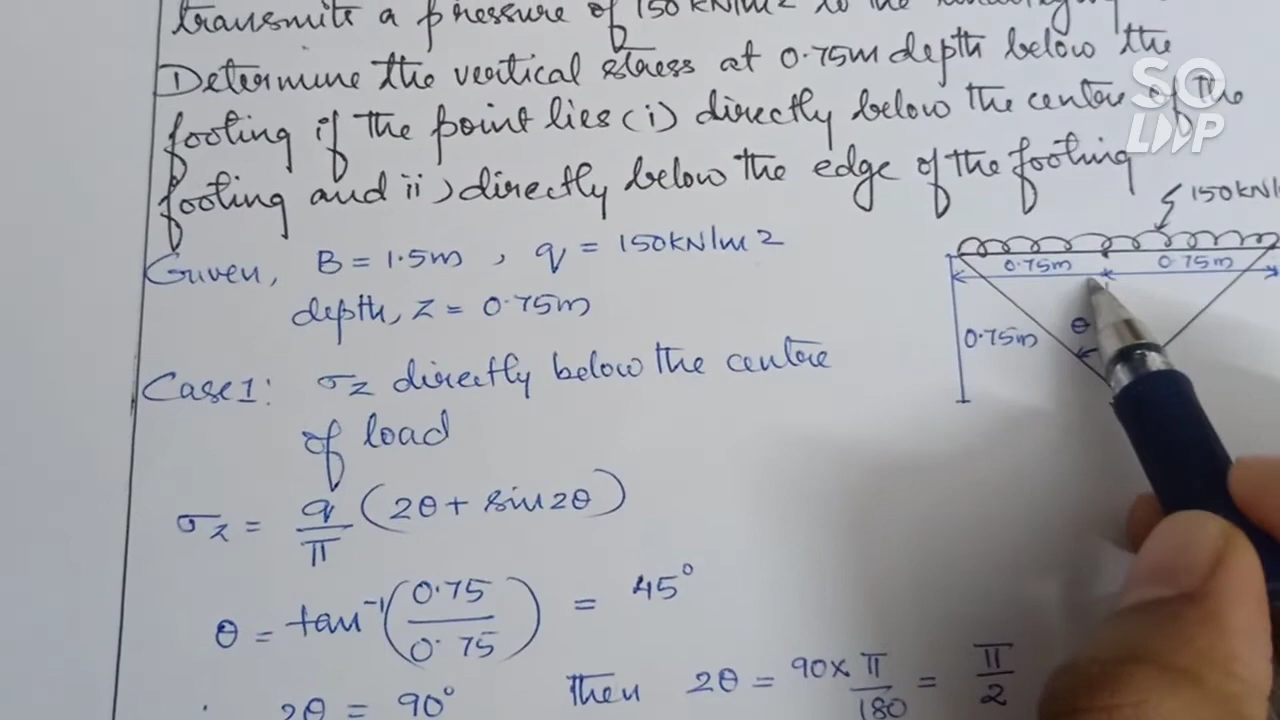 transmits a pressure of 150 kN/m2 to the
Determine the vertical stress at 0.75m depth below the
footing if the point lies (i) directly below the centre of the
footing and ii) directly below the edge of the footing
Given, B = 1.5m, q = 150kN/m2
depth, z = 0.75m
Case1: σz directly below the centre
of load
σz = q/π (2θ + sin2θ)
θ = tan⁻¹(0.75/0.75) = 45°
2θ = 90° Then 2θ = 90 x π/180 = π/2
150kN/
0.75m 0.75m
0.75m
θ
SOLUP